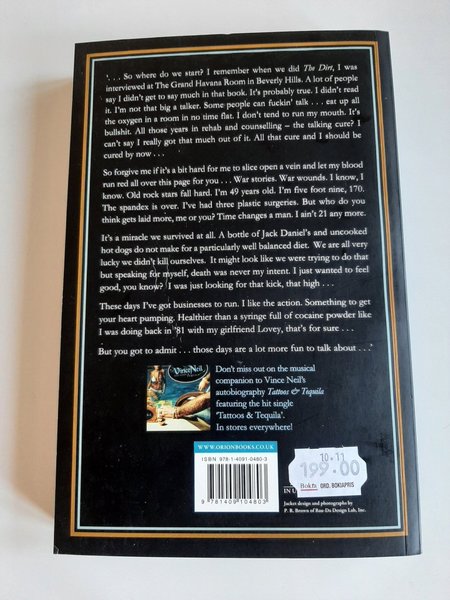 '. . . So where do we start? I remember when we did The Dirt, I was
interviewed at The Grand Havana Room in Beverly Hills. A lot of people
say I didn't get to say much in that book. It's probably true. I didn't read
it. I'm not that big a talker. Some people can fuckin' talk . . . eat up all
the oxygen in a room in no time flat. I don't tend to run my mouth. It's
bullshit. All those years in rehab and counselling – the talking cure? I
can't say I really got that much out of it. All that cure and I should be
cured by now . . .
So forgive me if it's a bit hard for me to slice open a vein and let my blood
run red all over this page for you . . . War stories. War wounds. I know, I
know. Old rock stars fall hard. I'm 49 years old. I'm five foot nine, 170.
The spandex is over. I've had three plastic surgeries. But who do you
think gets laid more, me or you? Time changes a man. I ain't 21 any more.
It's a miracle we survived at all. A bottle of Jack Daniel's and uncooked
hot dogs do not make for a particularly well balanced diet. We are all very
lucky we didn't kill ourselves. It might look like we were trying to do that
but speaking for myself, death was never my intent. I just wanted to feel
good, you know? I was just looking for that kick, that high . . .
These days I've got businesses to run. I like the action. Something to get
your heart pumping. Healthier than a syringe full of cocaine powder like
I was doing back in '81 with my girlfriend Lovey, that's for sure . . .
But you got to admit . . . those days are a lot more fun to talk about . . .'
Vince Neil
Don't miss out on the musical
companion to Vince Neil's
autobiography Tattoos & Tequila
featuring the hit single
'Tattoos & Tequila'.
In stores everywhere!
WWW.ORIONBOOKS.CO.UK
ISBN 978-1-4091-0480-3
9 781409 104803
10.11
199.00
Bokia ORD. BOKIAPRIS
IN U
Jacket design and photographs by
P. R. Brown of Bau-Da Design Lab, Inc.